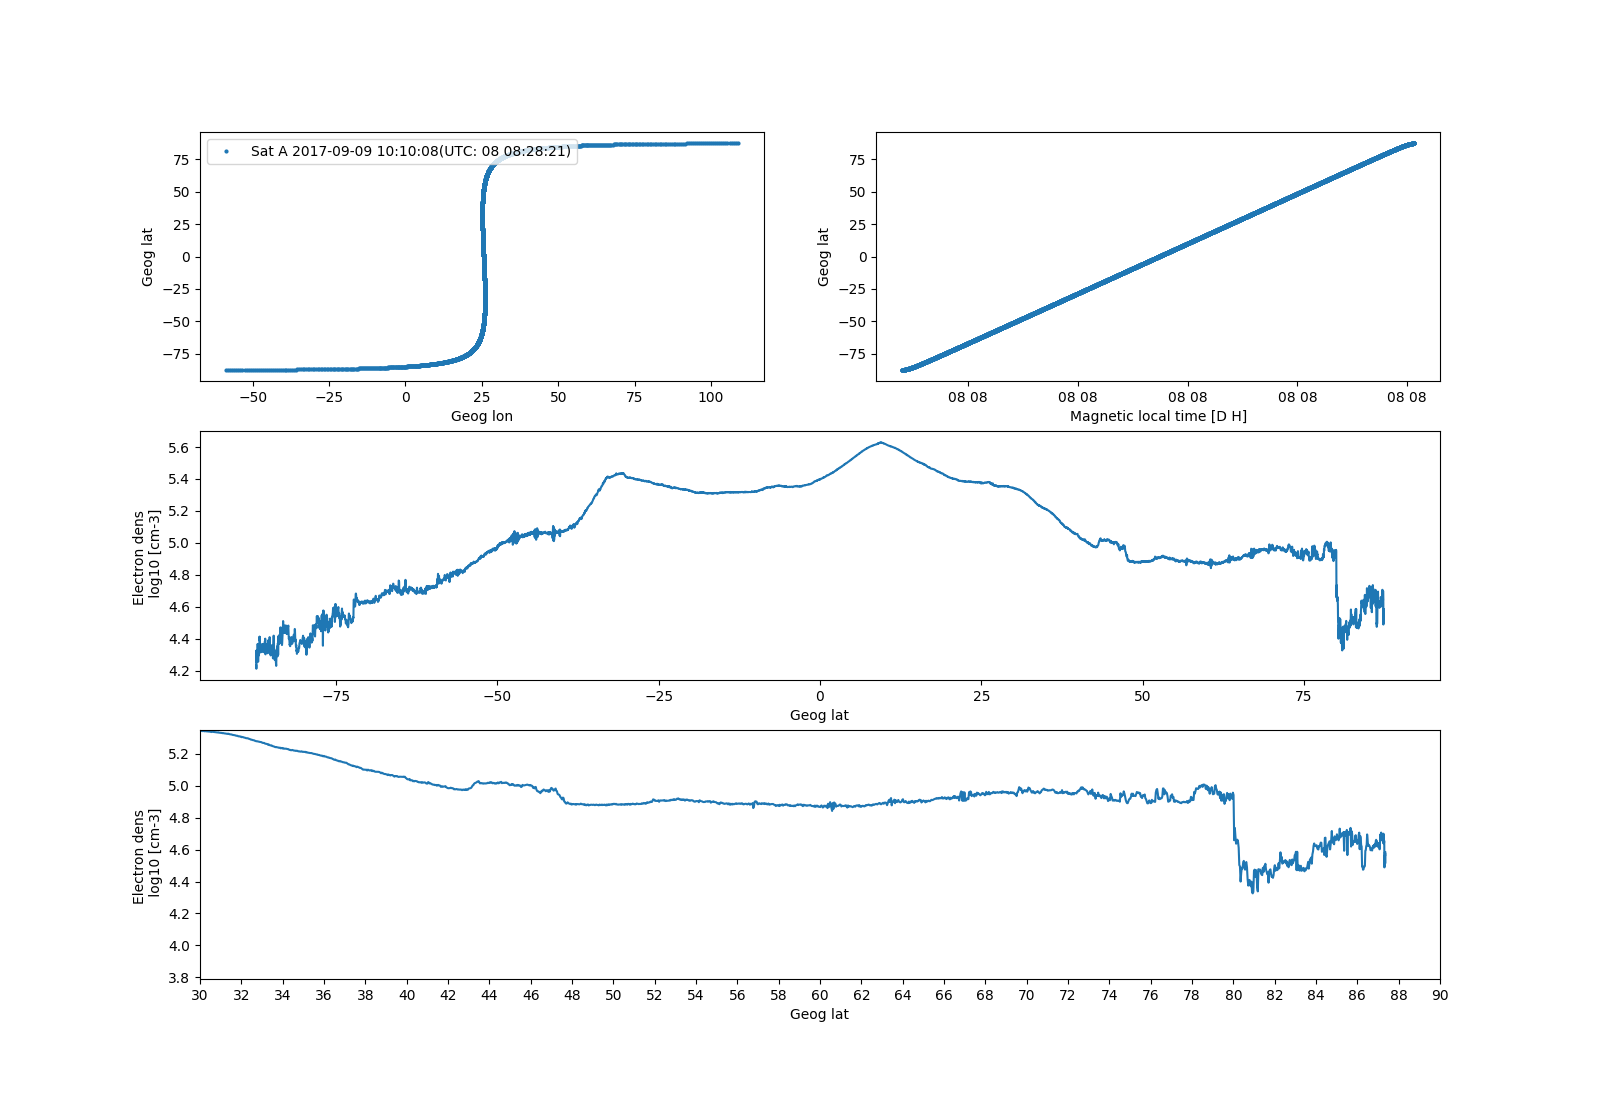 Sat A 2017-09-09 10:10:08(UTC: 08 08:28:21)
75
50
25
0
−25
−50
−75
Geog lat
−50 −25 0 25 50 75 100
Geog lon
75
50
25
0
−25
−50
−75
Geog lat
08 08 08 08 08 08 08 08 08 08
Magnetic local time [D H]
5.6
5.4
5.2
5.0
4.8
4.6
4.4
4.2
Electron dens
log10 [cm-3]
−75 −50 −25 0 25 50 75
Geog lat
5.2
5.0
4.8
4.6
4.4
4.2
4.0
3.8
Electron dens
log10 [cm-3]
30 32 34 36 38 40 42 44 46 48 50 52 54 56 58 60 62 64 66 68 70 72 74 76 78 80 82 84 86 88 90
Geog lat